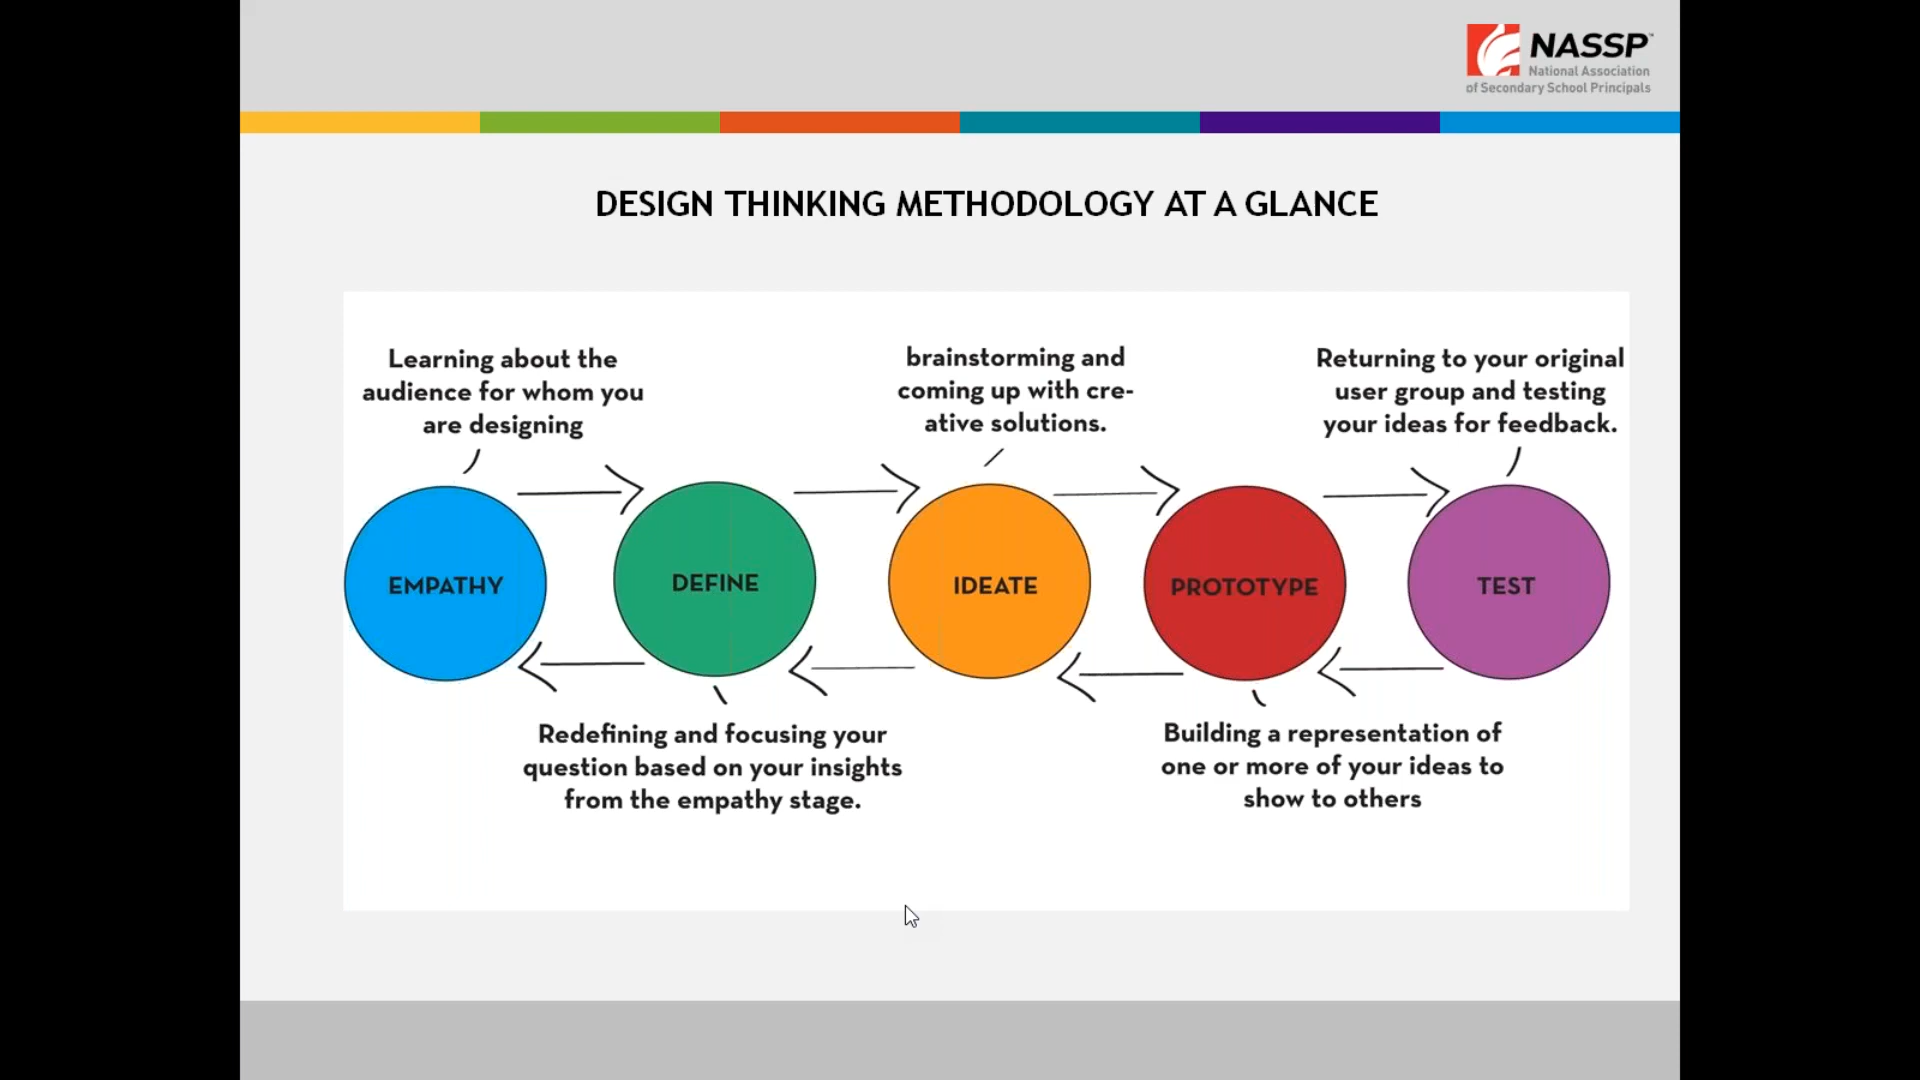 NASSP™
National Association
of Secondary School Principals
DESIGN THINKING METHODOLOGY AT A GLANCE
Learning about the
audience for whom you
are designing
brainstorming and
coming up with cre-
ative solutions.
Returning to your original
user group and testing
your ideas for feedback.
EMPATHY
DEFINE
IDEATE
PROTOTYPE
TEST
Redefining and focusing your
question based on your insights
from the empathy stage.
Building a representation of
one or more of your ideas to
show to others